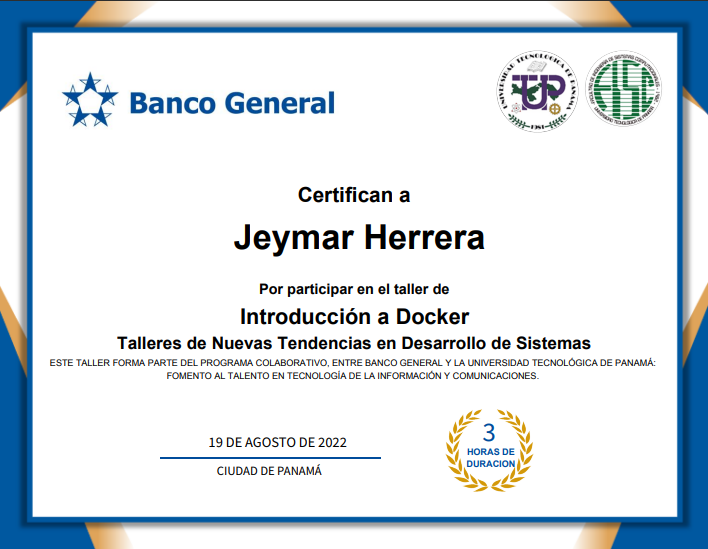 Banco General
UNIVERSIDAD TECNOLÓGICA DE PANAMÁ
UTP
1981
FISC
Certifican a
Jeymar Herrera
Por participar en el taller de
Introducción a Docker
Talleres de Nuevas Tendencias en Desarrollo de Sistemas
ESTE TALLER FORMA PARTE DEL PROGRAMA COLABORATIVO, ENTRE BANCO GENERAL Y LA UNIVERSIDAD TECNOLÓGICA DE PANAMÁ:
FOMENTO AL TALENTO EN TECNOLOGÍA DE LA INFORMACIÓN Y COMUNICACIONES.
19 DE AGOSTO DE 2022
CIUDAD DE PANAMÁ
3
HORAS DE
DURACION